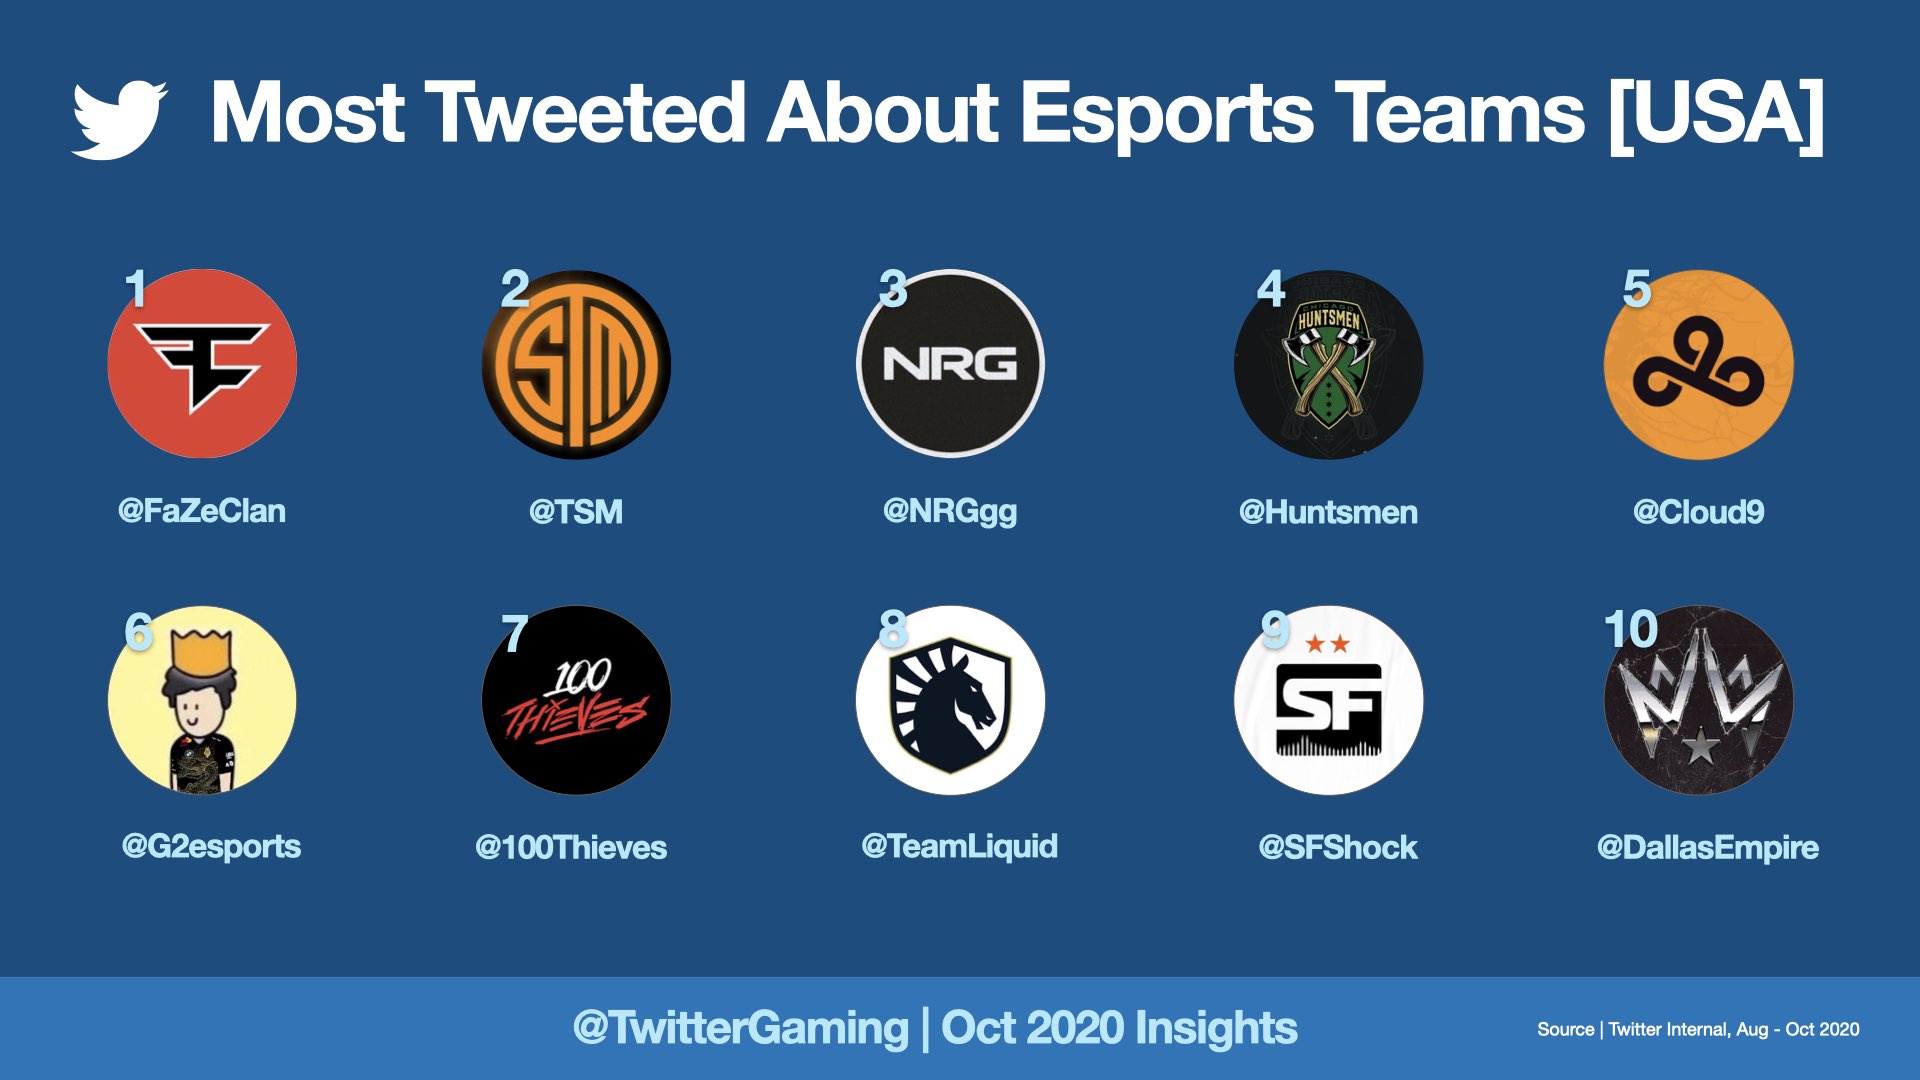 Most Tweeted About Esports Teams [USA]
1
2
3
4
5
TSM
NRG
CHICAGO
HUNTSMEN
@FaZeClan
@TSM
@NRGgg
@Huntsmen
@Cloud9
6
7
8
9
10
100
THIEVES
SF
@G2esports
@100Thieves
@TeamLiquid
@SFShock
@DallasEmpire
@TwitterGaming | Oct 2020 Insights
Source | Twitter Internal, Aug - Oct 2020